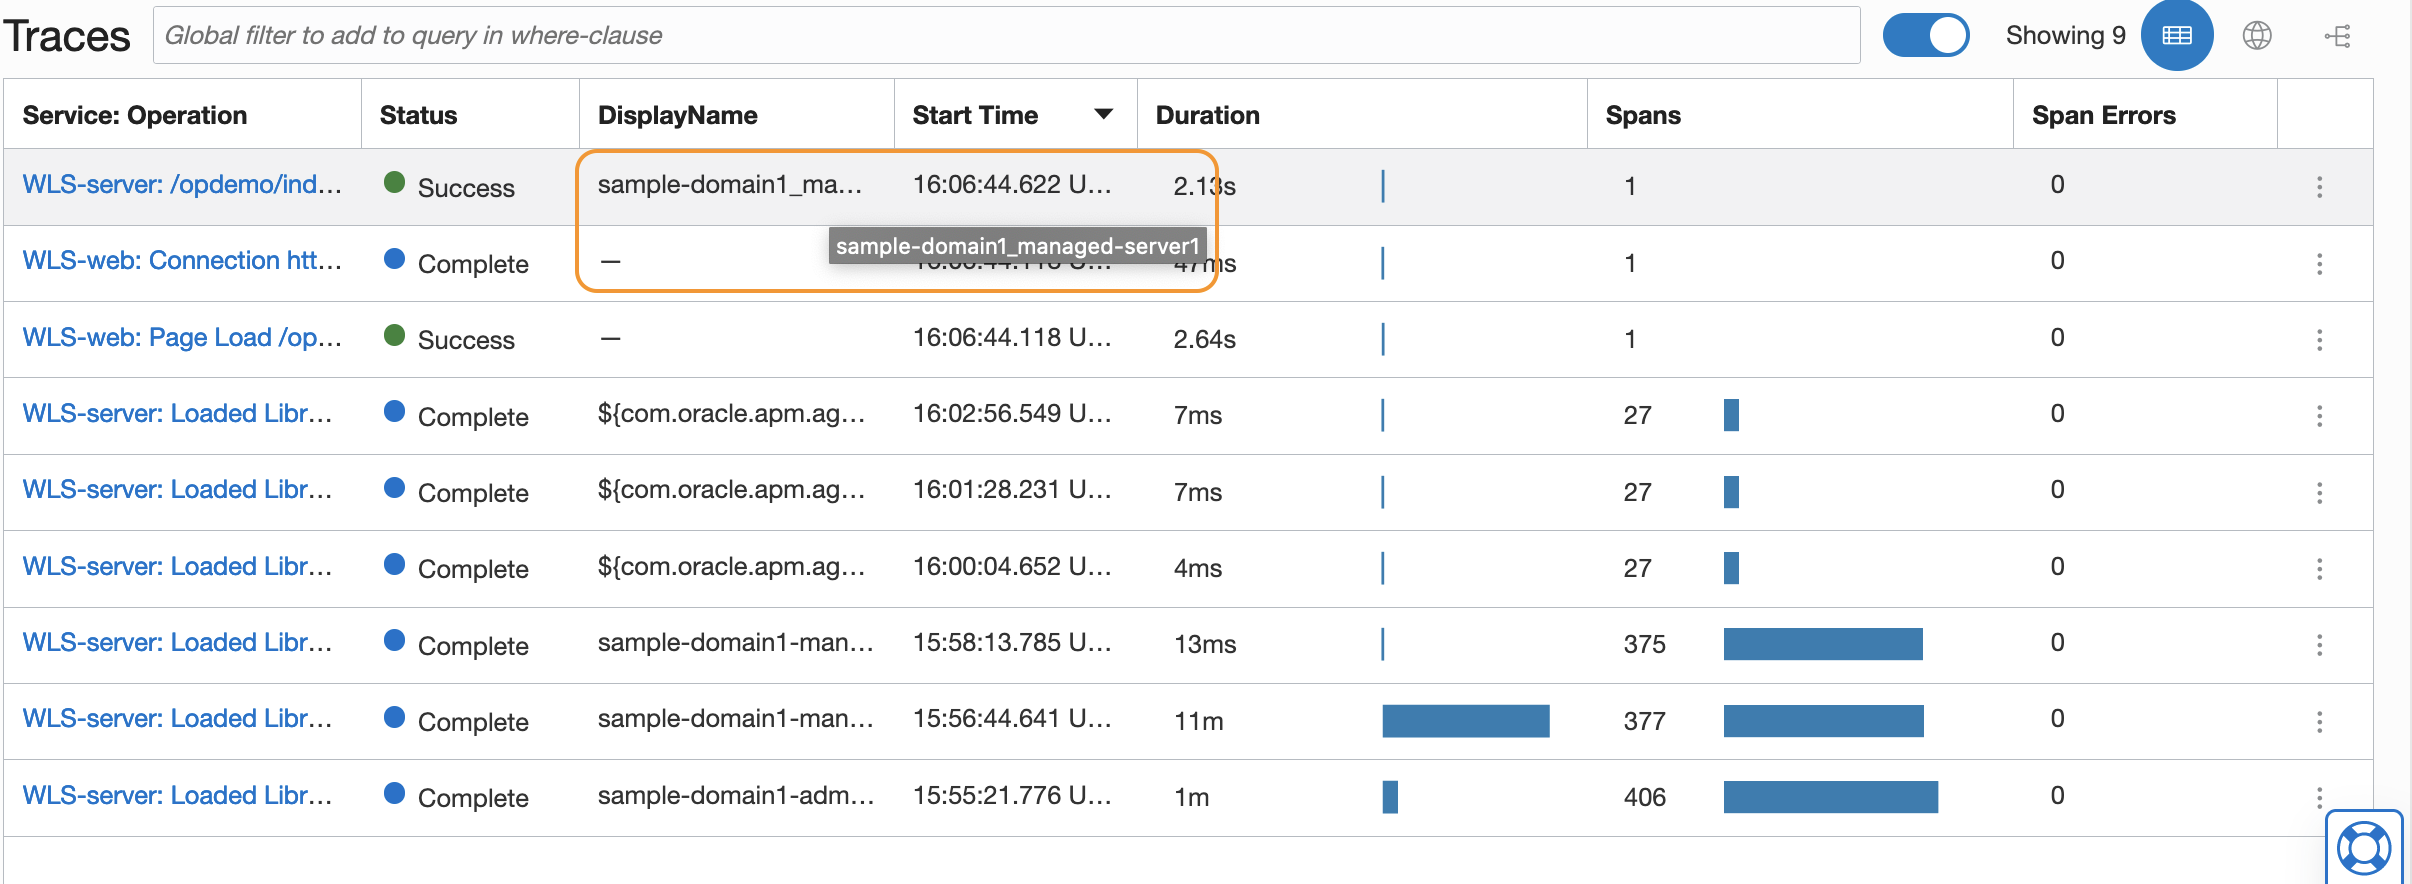 Traces Global filter to add to query in where-clause Showing 9
Service: Operation Status DisplayName Start Time Duration Spans Span Errors
WLS-server: /opdemo/ind... Success sample-domain1_ma... 16:06:44.622 U... 2.13s 1 0
sample-domain1_managed-server1
WLS-web: Connection htt... Complete — 47ms 1 0
WLS-web: Page Load /op... Success — 16:06:44.118 U... 2.64s 1 0
WLS-server: Loaded Libr... Complete ${com.oracle.apm.ag... 16:02:56.549 U... 7ms 27 0
WLS-server: Loaded Libr... Complete ${com.oracle.apm.ag... 16:01:28.231 U... 7ms 27 0
WLS-server: Loaded Libr... Complete ${com.oracle.apm.ag... 16:00:04.652 U... 4ms 27 0
WLS-server: Loaded Libr... Complete sample-domain1-man... 15:58:13.785 U... 13ms 375 0
WLS-server: Loaded Libr... Complete sample-domain1-man... 15:56:44.641 U... 11m 377 0
WLS-server: Loaded Libr... Complete sample-domain1-adm... 15:55:21.776 U... 1m 406 0